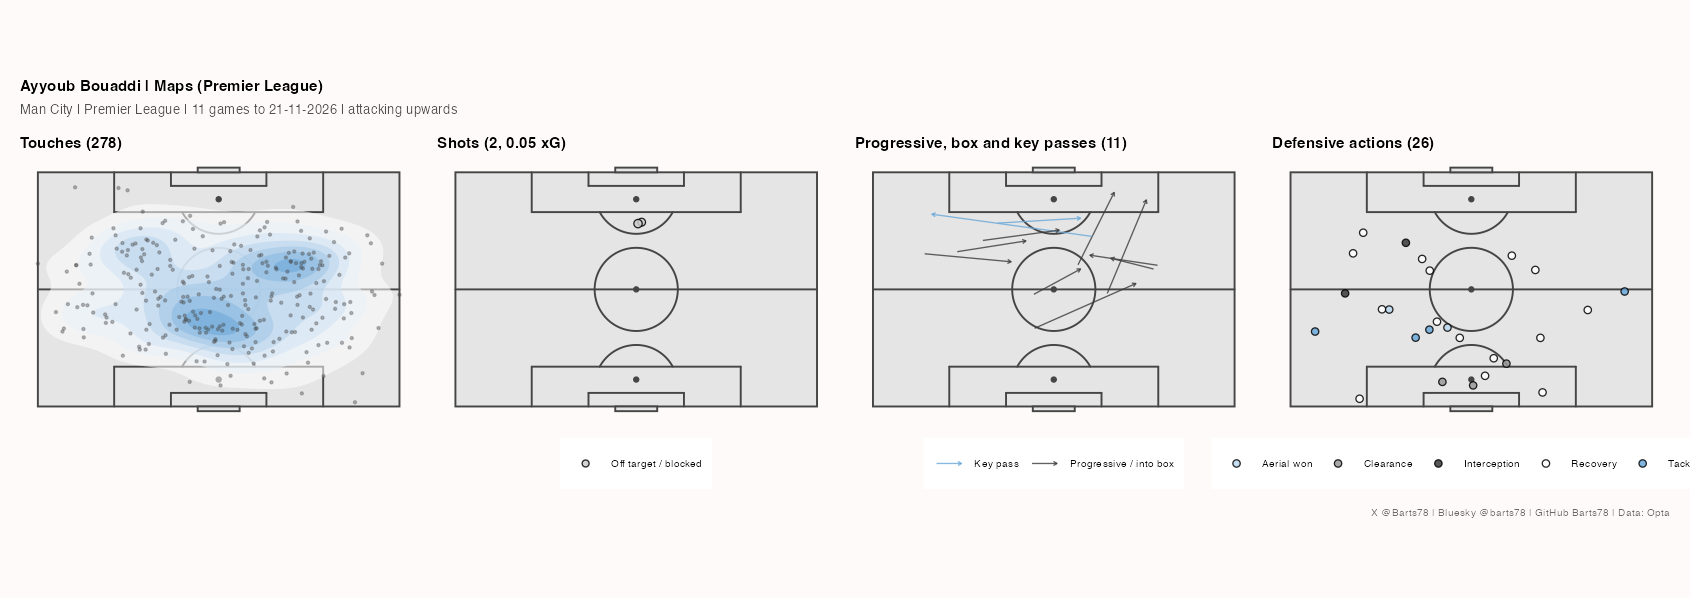 Ayyoub Bouaddi | Maps (Premier League)
Man City | Premier League | 11 games to 21-11-2026 | attacking upwards
Touches (278)
Shots (2, 0.05 xG)
Progressive, box and key passes (11)
Defensive actions (26)
Off target / blocked
Key pass
Progressive / into box
Aerial won
Clearance
Interception
Recovery
Tack
X @Barts78 | Bluesky @barts78 | GitHub Barts78 | Data: Opta